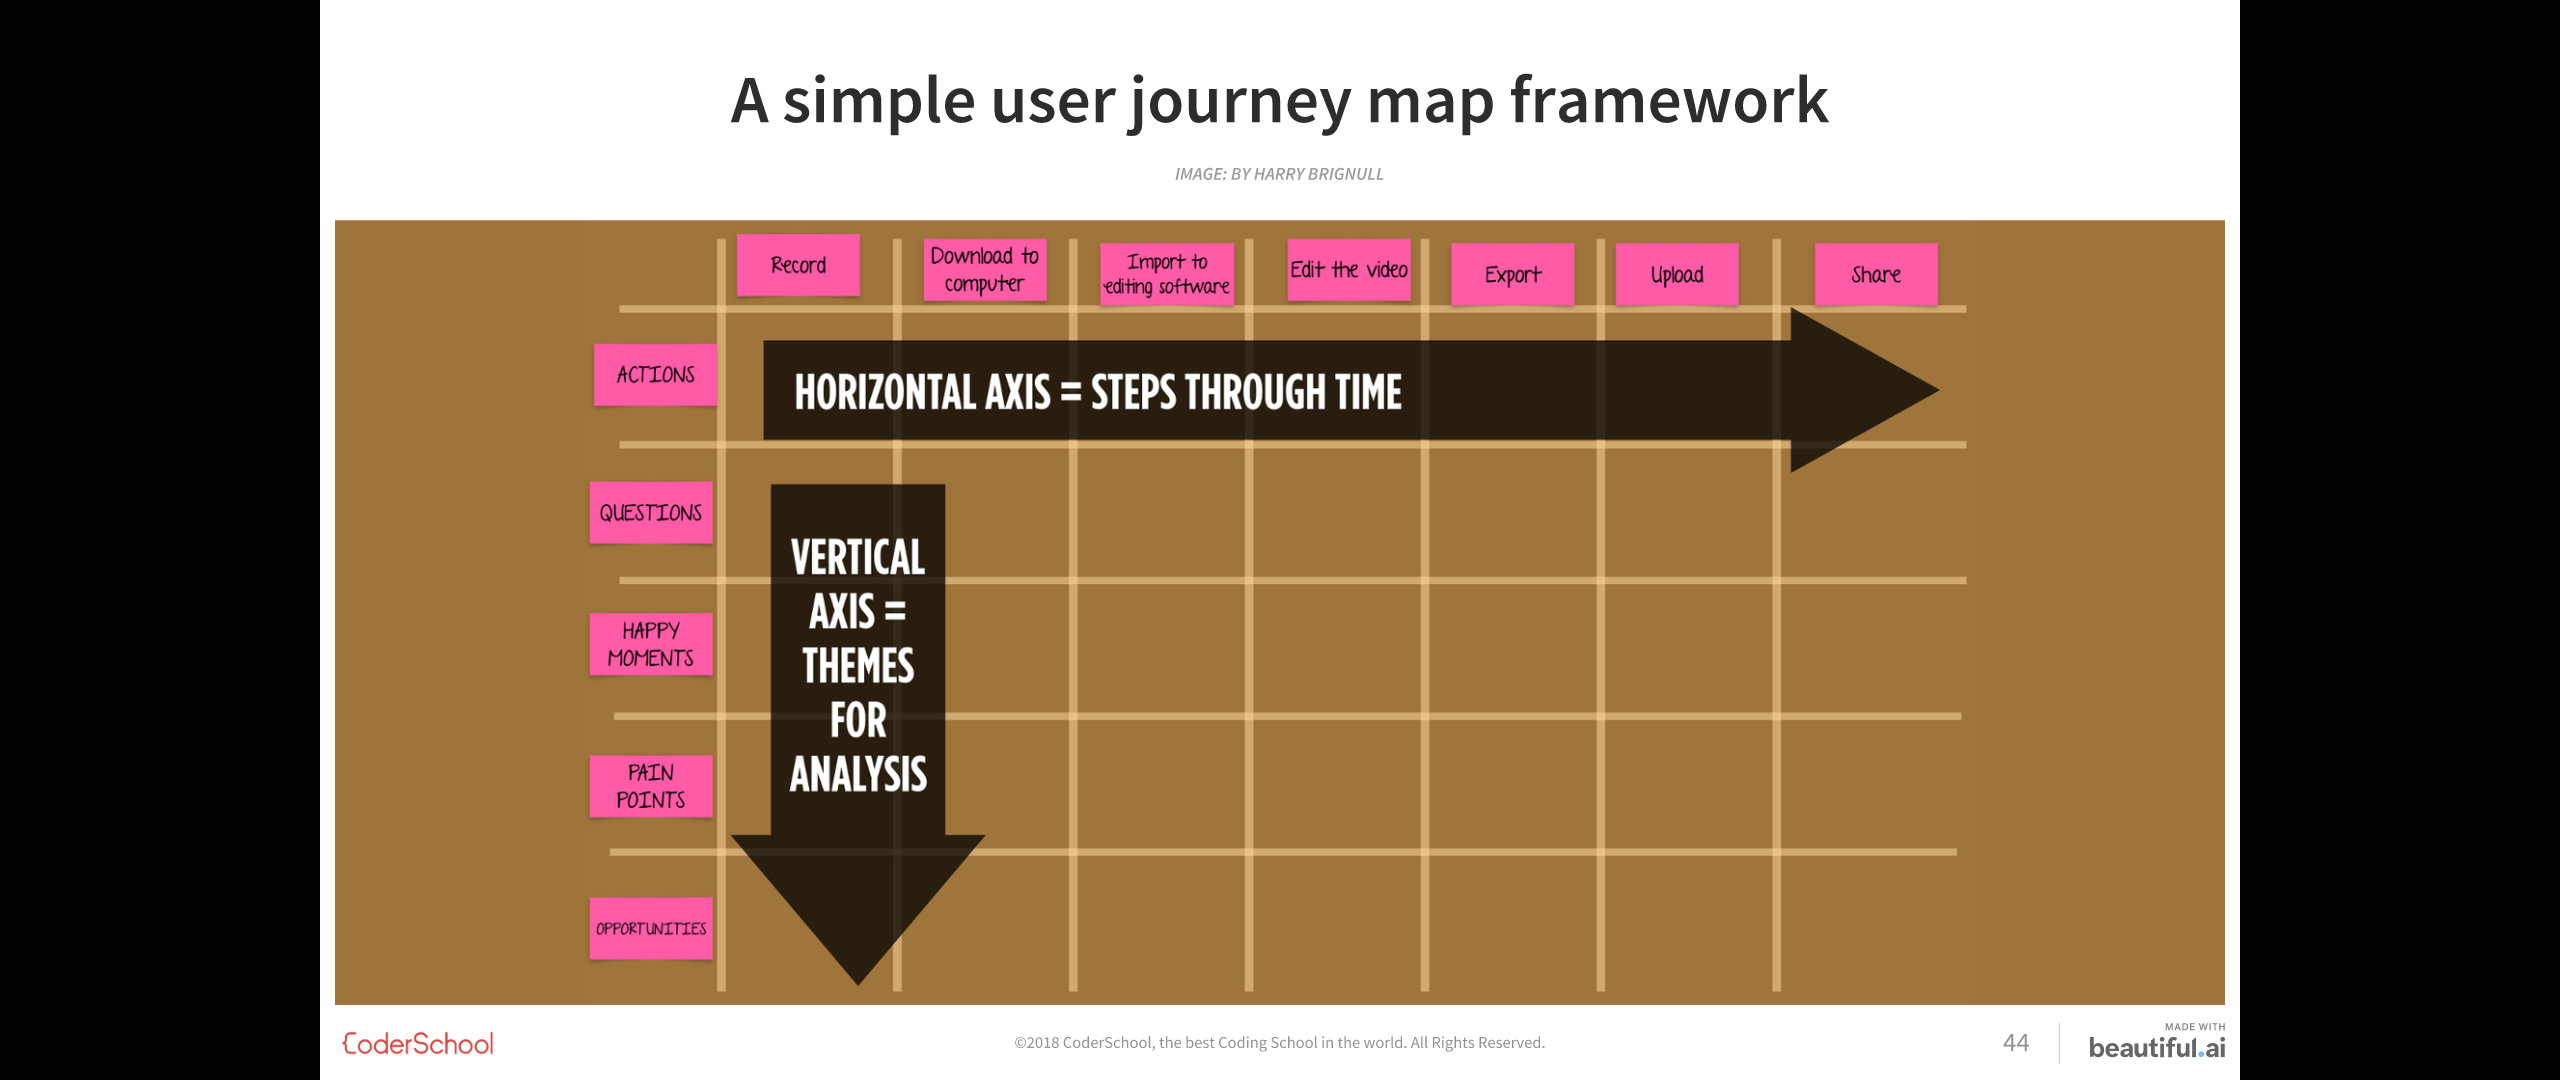 A simple user journey map framework
IMAGE: BY HARRY BRIGNULL
Record
Download to
computer
Import to
editing software
Edit the video
Export
Upload
Share
ACTIONS
HORIZONTAL AXIS = STEPS THROUGH TIME
QUESTIONS
HAPPY
MOMENTS
PAIN
POINTS
OPPORTUNITIES
VERTICAL
AXIS =
THEMES
FOR
ANALYSIS
CoderSchool
©2018 CoderSchool, the best Coding School in the world. All Rights Reserved.
44
MADE WITH
beautiful.ai